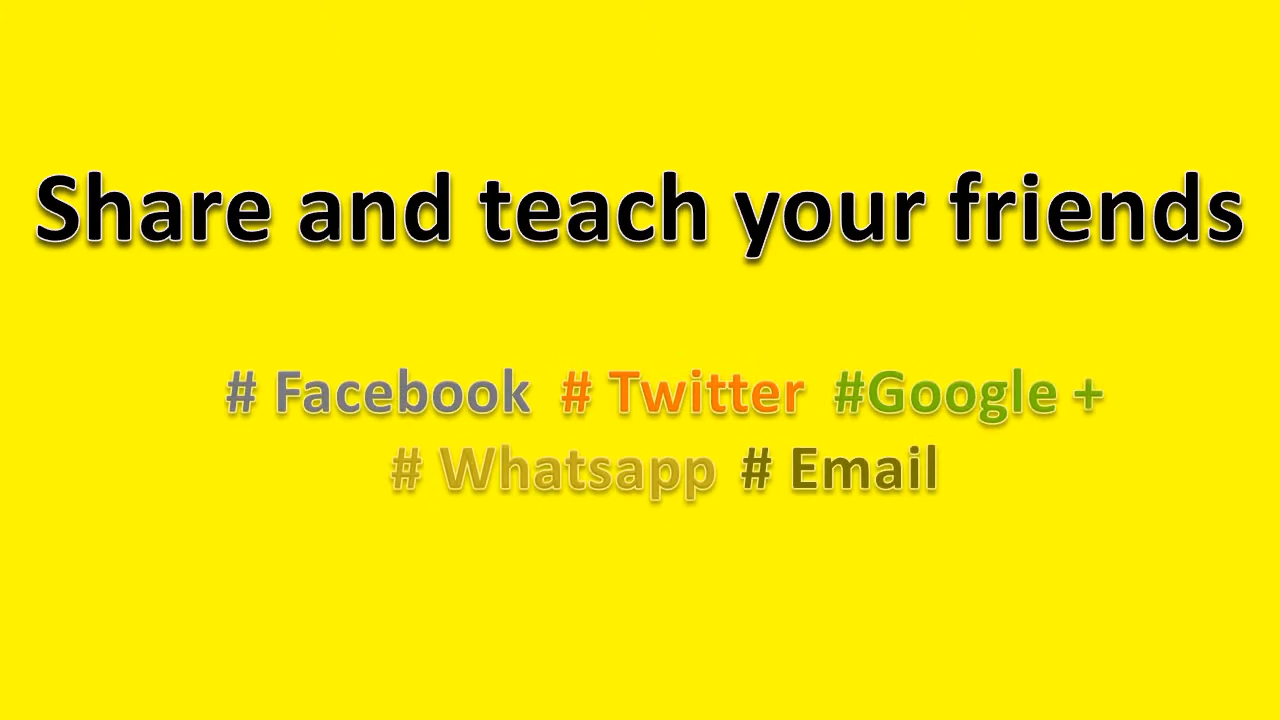 Share and teach your friends
# Facebook # Twitter #Google +
# Whatsapp # Email